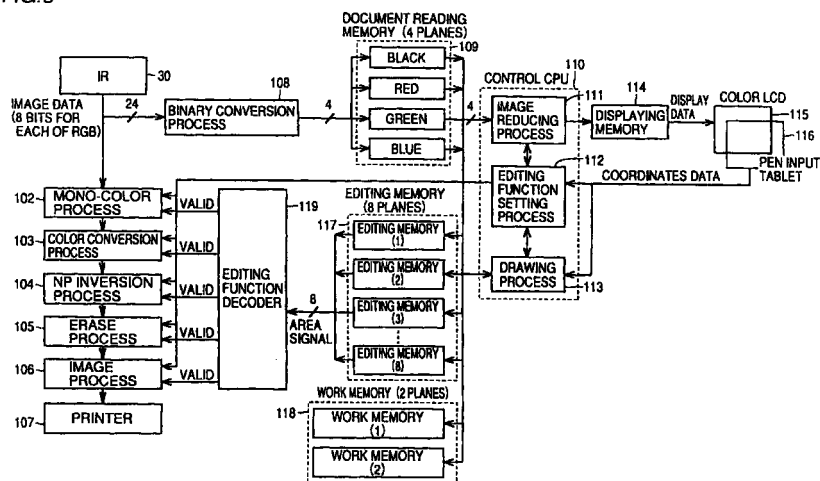 DOCUMENT READING
MEMORY (4 PLANES)
109
BLACK
RED
GREEN
BLUE
IR
30
IMAGE DATA
(8 BITS FOR
EACH OF RGB)
24
108
BINARY CONVERSION
PROCESS
4
4
110
CONTROL CPU
111
IMAGE
REDUCING
PROCESS
114
DISPLAYING
MEMORY
DISPLAY
DATA
COLOR LCD
115
116
PEN INPUT
TABLET
COORDINATES DATA
112
EDITING
FUNCTION
SETTING
PROCESS
DRAWING
PROCESS
113
102
MONO-COLOR
PROCESS
VALID
103
COLOR CONVERSION
PROCESS
VALID
104
NP INVERSION
PROCESS
VALID
105
ERASE
PROCESS
VALID
106
IMAGE
PROCESS
VALID
107
PRINTER
119
EDITING
FUNCTION
DECODER
8
AREA
SIGNAL
EDITING MEMORY
(8 PLANES)
117
EDITING MEMORY
(1)
EDITING MEMORY
(2)
EDITING MEMORY
(3)
EDITING MEMORY
(8)
WORK MEMORY (2 PLANES)
118
WORK MEMORY
(1)
WORK MEMORY
(2)